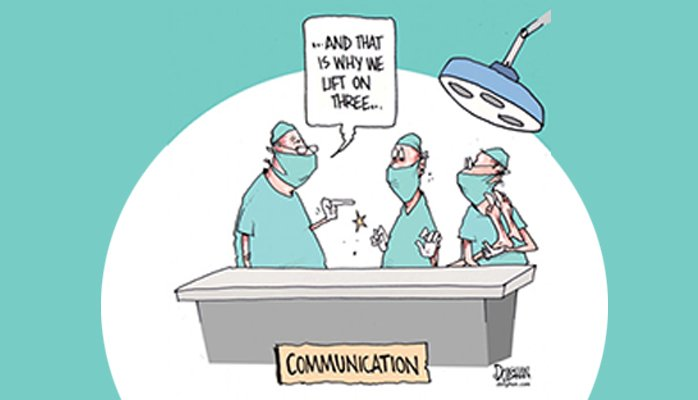 ...AND THAT
IS WHY WE
LIFT ON
THREE...
COMMUNICATION